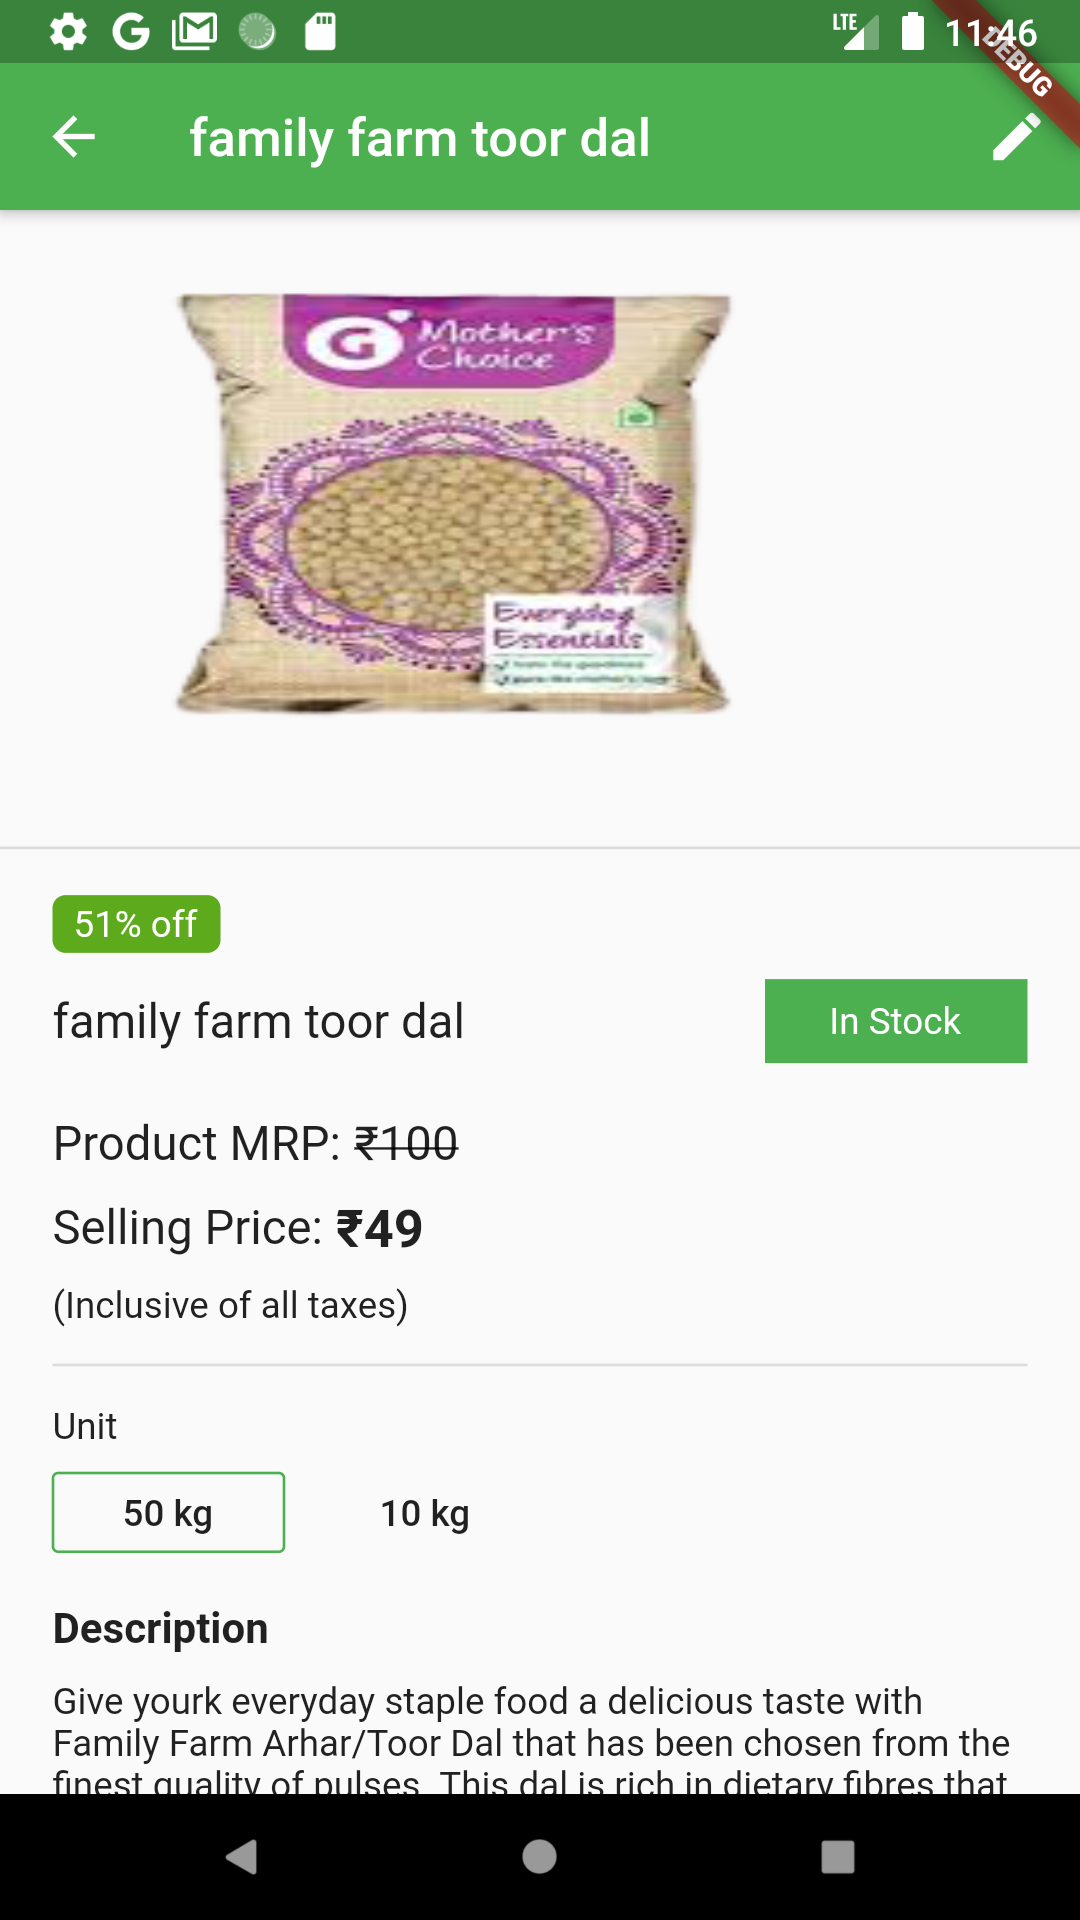 LTE 11:46
DEBUG
family farm toor dal
G Mother's
Choice
Everyday
Essentials
51% off
family farm toor dal
In Stock
Product MRP: ₹100
Selling Price: ₹49
(Inclusive of all taxes)
Unit
50 kg
10 kg
Description
Give yourk everyday staple food a delicious taste with
Family Farm Arhar/Toor Dal that has been chosen from the
finest quality of pulses. This dal is rich in dietary fibres that